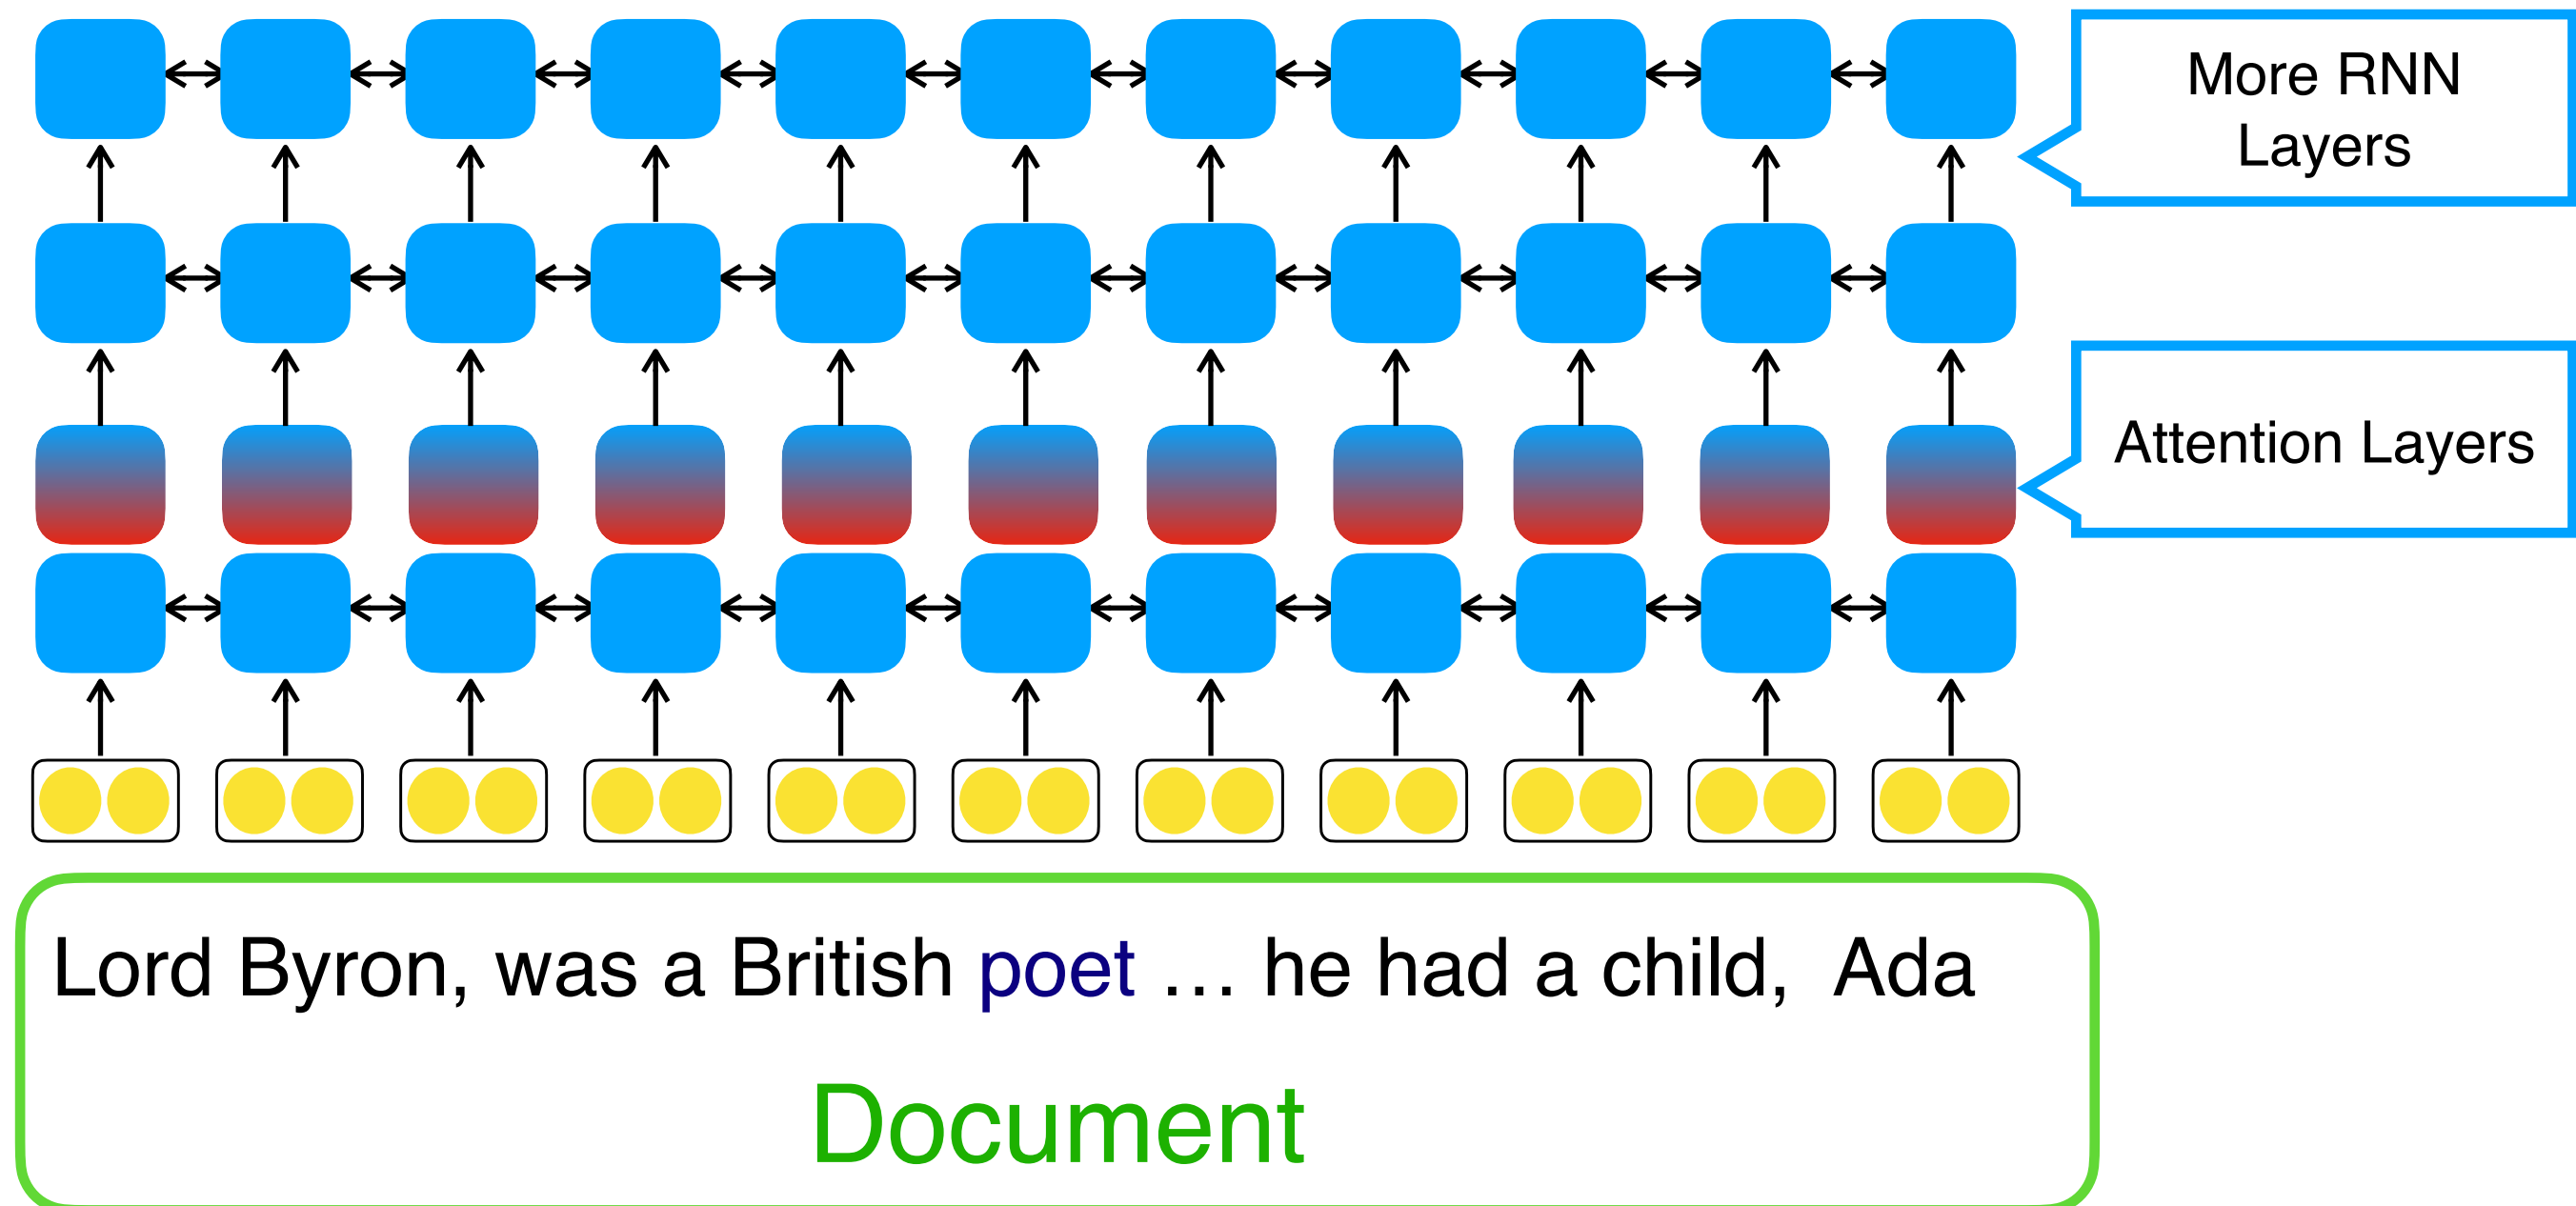 More RNN
Layers
Attention Layers
Lord Byron, was a British poet … he had a child, Ada
Document